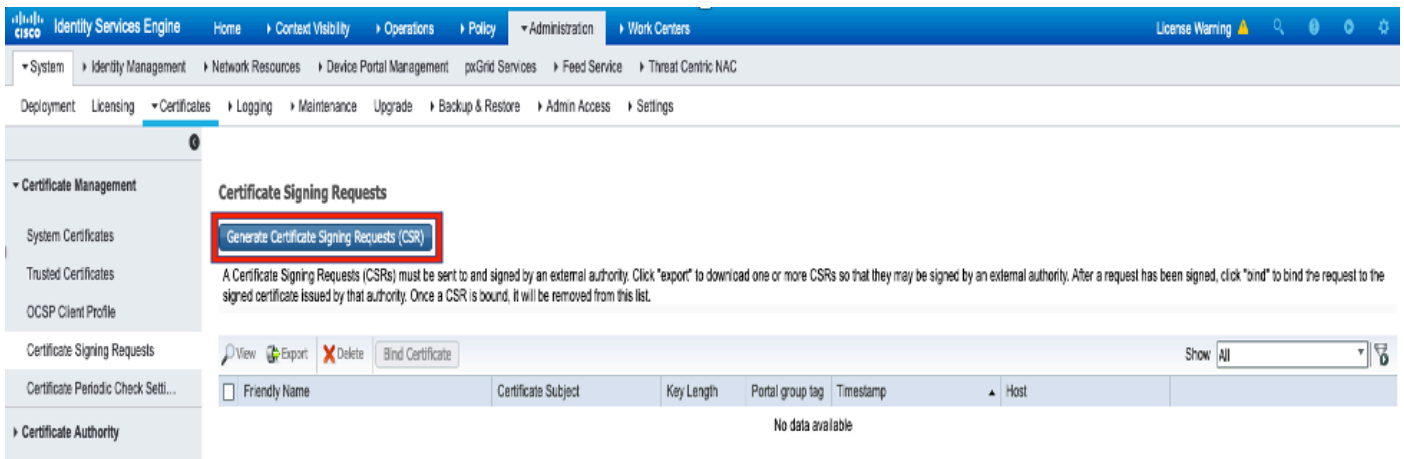 cisco Identity Services Engine Home Context Visibility Operations Policy Administration Work Centers License Warning
System Identity Management Network Resources Device Portal Management pxGrid Services Feed Service Threat Centric NAC
Deployment Licensing Certificates Logging Maintenance Upgrade Backup & Restore Admin Access Settings
Certificate Management
System Certificates
Trusted Certificates
OCSP Client Profile
Certificate Signing Requests
Certificate Periodic Check Setti...
Certificate Authority
Certificate Signing Requests
Generate Certificate Signing Requests (CSR)
A Certificate Signing Requests (CSRs) must be sent to and signed by an external authority. Click "export" to download one or more CSRs so that they may be signed by an external authority. After a request has been signed, click "bind" to bind the request to the
signed certificate issued by that authority. Once a CSR is bound, it will be removed from this list.
View Export Delete Bind Certificate Show All
Friendly Name Certificate Subject Key Length Portal group tag Timestamp Host
No data available